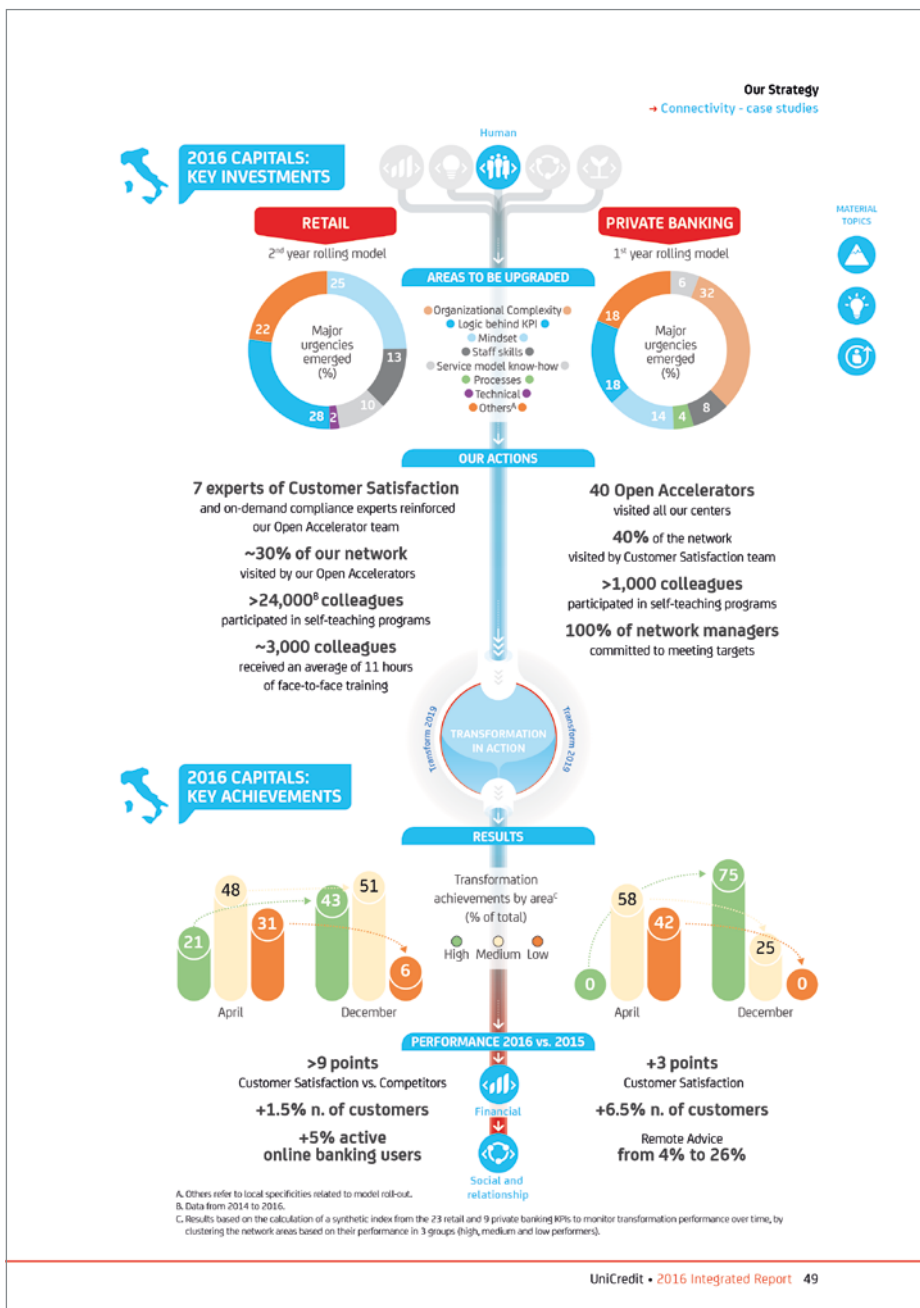 Our Strategy
→ Connectivity - case studies
Human
2016 CAPITALS:
KEY INVESTMENTS
MATERIAL
TOPICS
RETAIL
2nd year rolling model
PRIVATE BANKING
1st year rolling model
AREAS TO BE UPGRADED
Organizational Complexity
Logic behind KPI
Mindset
Staff skills
Service model know-how
Processes
Technical
OthersA
25
13
10
2
28
22
Major
urgencies
emerged
(%)
6
32
8
4
14
18
18
Major
urgencies
emerged
(%)
OUR ACTIONS
7 experts of Customer Satisfaction
and on-demand compliance experts reinforced
our Open Accelerator team
~30% of our network
visited by our Open Accelerators
>24,000B colleagues
participated in self-teaching programs
~3,000 colleagues
received an average of 11 hours
of face-to-face training
40 Open Accelerators
visited all our centers
40% of the network
visited by Customer Satisfaction team
>1,000 colleagues
participated in self-teaching programs
100% of network managers
committed to meeting targets
Transform 2019
TRANSFORMATION
IN ACTION
Transform 2019
2016 CAPITALS:
KEY ACHIEVEMENTS
RESULTS
Transformation
achievements by areaC
(% of total)
High Medium Low
21
48
31
April
43
51
6
December
0
58
42
April
75
25
0
December
PERFORMANCE 2016 vs. 2015
>9 points
Customer Satisfaction vs. Competitors
+1.5% n. of customers
+5% active
online banking users
Financial
Social and
relationship
+3 points
Customer Satisfaction
+6.5% n. of customers
Remote Advice
from 4% to 26%
A. Others refer to local specificities related to model roll-out.
B. Data from 2014 to 2016.
C. Results based on the calculation of a synthetic index from the 23 retail and 9 private banking KPIs to monitor transformation performance over time, by
clustering the network areas based on their performance in 3 groups (high, medium and low performers).
UniCredit • 2016 Integrated Report 49